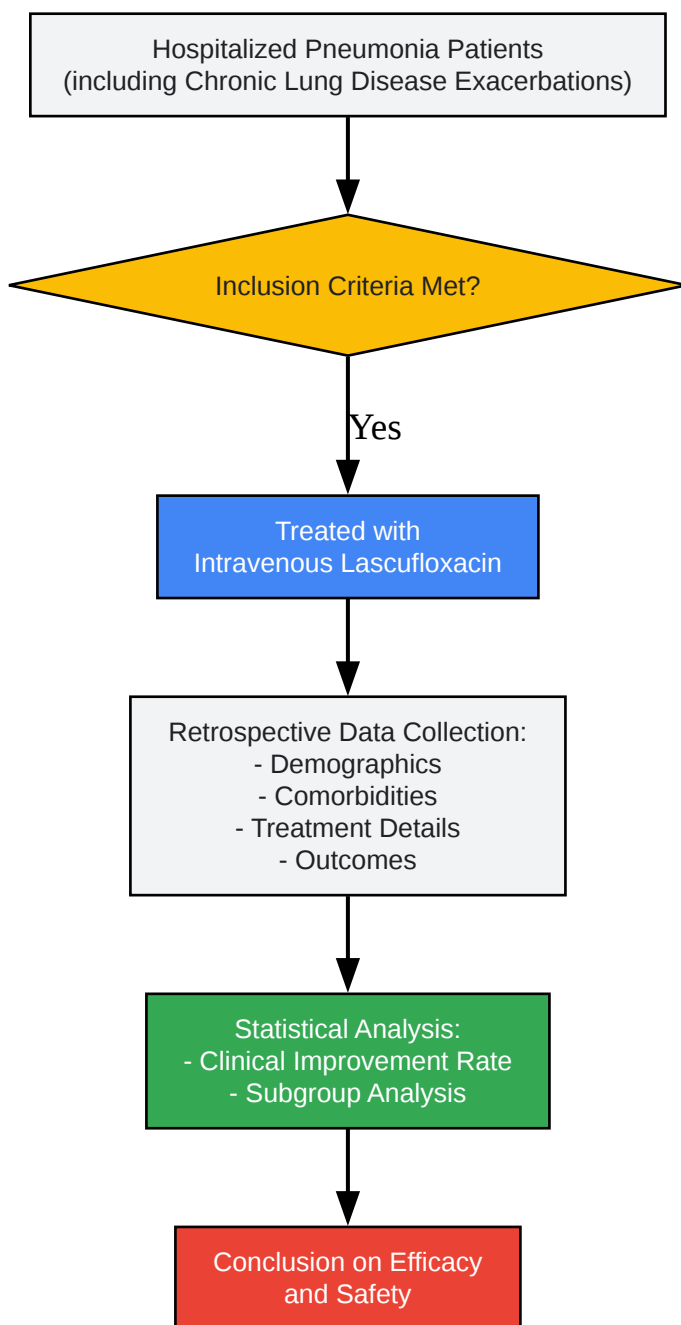 Hospitalized Pneumonia Patients
(including Chronic Lung Disease Exacerbations)
Inclusion Criteria Met?
Yes
Treated with
Intravenous Lascufloxacin
Retrospective Data Collection:
- Demographics
- Comorbidities
- Treatment Details
- Outcomes
Statistical Analysis:
- Clinical Improvement Rate
- Subgroup Analysis
Conclusion on Efficacy
and Safety